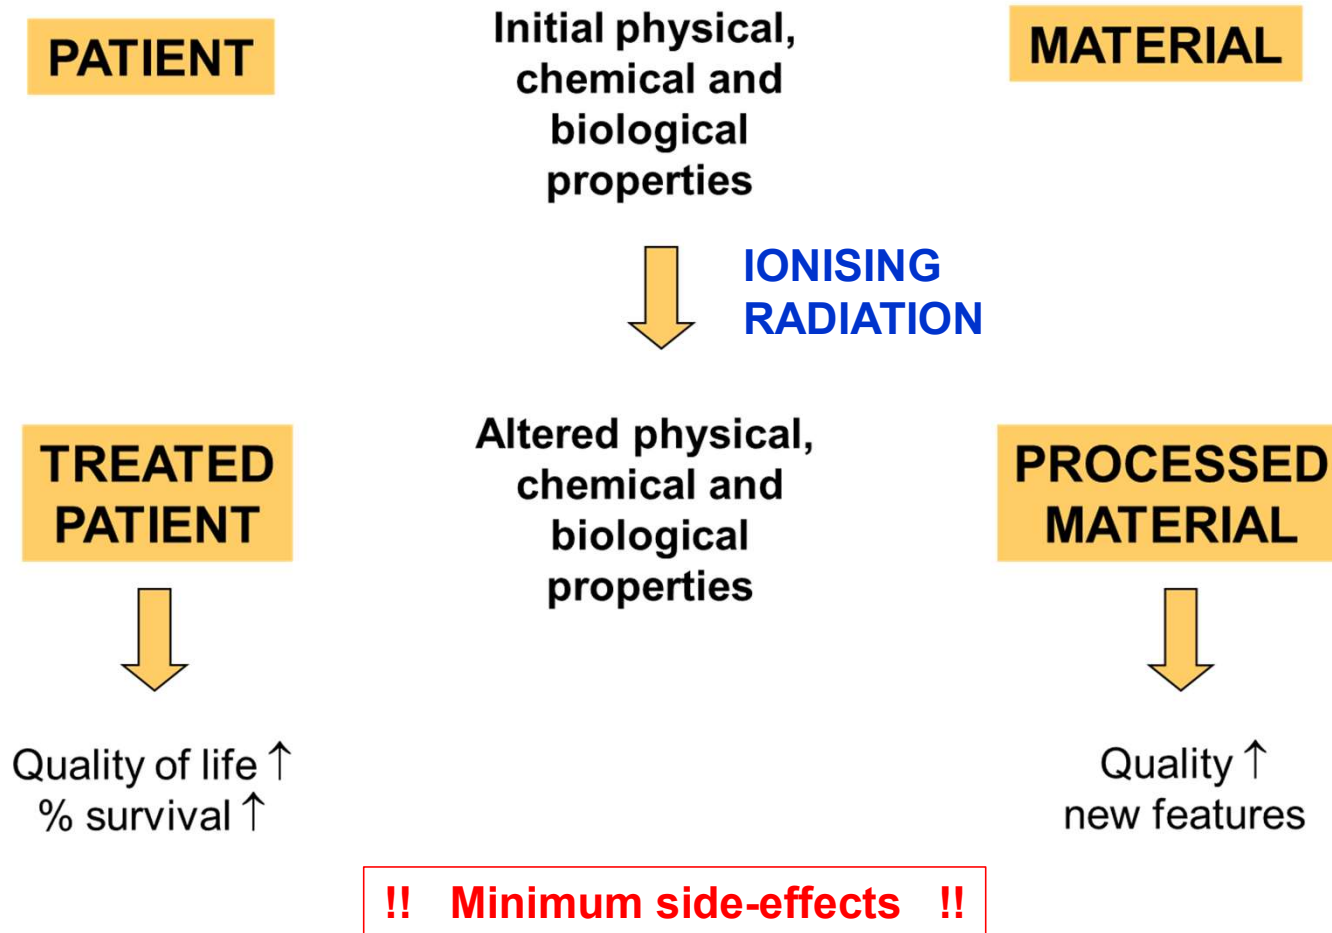 PATIENT
Initial physical,
chemical and
biological
properties
MATERIAL
IONISING
RADIATION
TREATED
PATIENT
Altered physical,
chemical and
biological
properties
PROCESSED
MATERIAL
Quality of life ↑
% survival ↑
Quality ↑
new features
!! Minimum side-effects !!